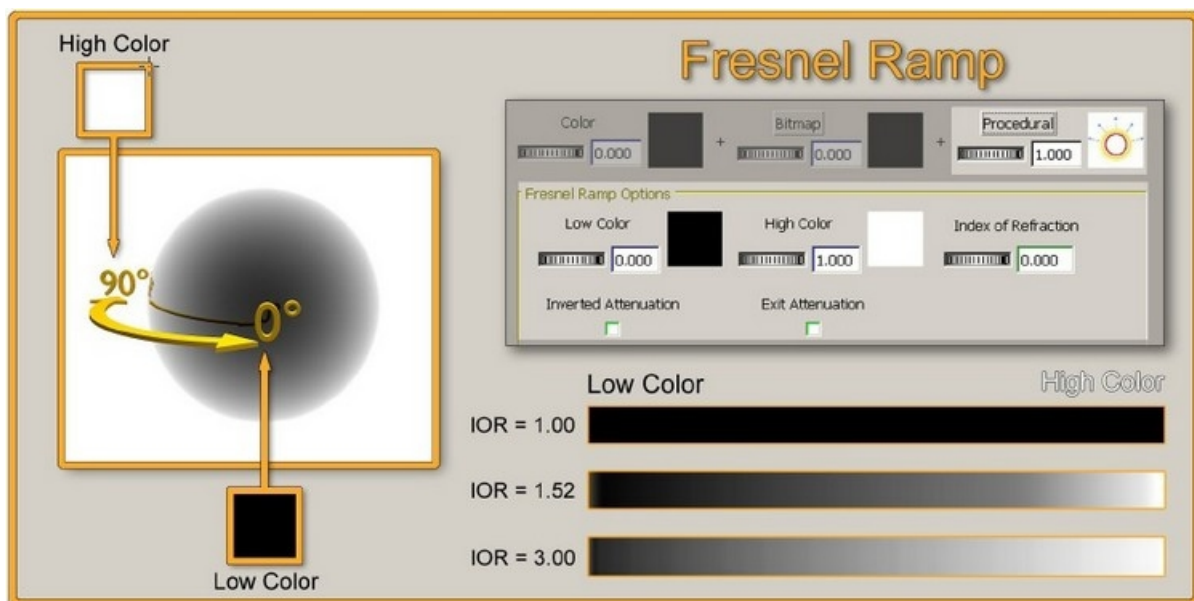 High Color
90°
0°
Low Color
Fresnel Ramp
Color
0.000
+
Bitmap
0.000
+
Procedural
1.000
Fresnel Ramp Options
Low Color
0.000
High Color
1.000
Index of Refraction
0.000
Inverted Attenuation
Exit Attenuation
Low Color
High Color
IOR = 1.00
IOR = 1.52
IOR = 3.00